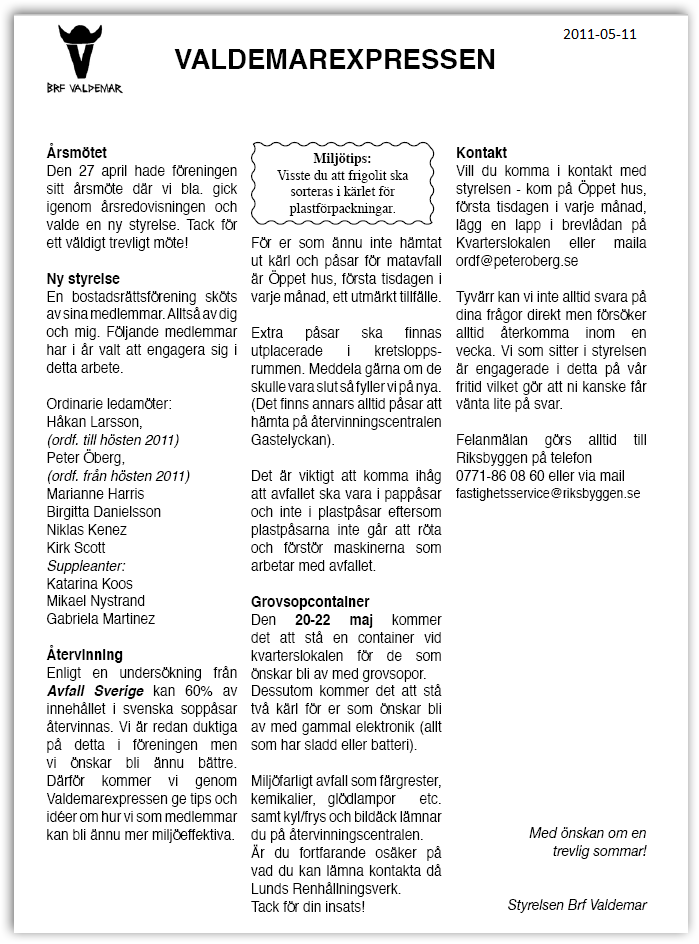 BRF VALDEMAR
VALDEMAREXPRESSEN
2011-05-11
Årsmötet
Den 27 april hade föreningen
sitt årsmöte där vi bla. gick
igenom årsredovisningen och
valde en ny styrelse. Tack för
ett väldigt trevligt möte!
Ny styrelse
En bostadsrättsförening sköts
av sina medlemmar. Alltså av dig
och mig. Följande medlemmar
har i år valt att engagera sig i
detta arbete.
Ordinarie ledamöter:
Håkan Larsson,
(ordf. till hösten 2011)
Peter Öberg,
(ordf. från hösten 2011)
Marianne Harris
Birgitta Danielsson
Niklas Kenez
Kirk Scott
Suppleanter:
Katarina Koos
Mikael Nystrand
Gabriela Martinez
Återvinning
Enligt en undersökning från
Avfall Sverige kan 60% av
innehållet i svenska soppåsar
återvinnas. Vi är redan duktiga
på detta i föreningen men
vi önskar bli ännu bättre.
Därför kommer vi genom
Valdemarexpressen ge tips och
idéer om hur vi som medlemmar
kan bli ännu mer miljöeffektiva.
Miljötips:
Visste du att frigolit ska
sorteras i kärlet för
plastförpackningar.
För er som ännu inte hämtat
ut kärl och påsar för matavfall
är Öppet hus, första tisdagen i
varje månad, ett utmärkt tillfälle.
Extra påsar ska finnas
utplacerade i kretslopps-
rummen. Meddela gärna om de
skulle vara slut så fyller vi på nya.
(Det finns annars alltid påsar att
hämta på återvinningscentralen
Gastelyckan).
Det är viktigt att komma ihåg
att avfallet ska vara i pappåsar
och inte i plastpåsar eftersom
plastpåsarna inte går att röta
och förstör maskinerna som
arbetar med avfallet.
Grovsopcontainer
Den 20-22 maj kommer
det att stå en container vid
kvarterslokalen för de som
önskar bli av med grovsopor.
Dessutom kommer det att stå
två kärl för er som önskar bli
av med gammal elektronik (allt
som har sladd eller batteri).
Miljöfarligt avfall som färgrester,
kemikalier, glödlampor etc.
samt kyl/frys och bildäck lämnar
du på återvinningscentralen.
Är du fortfarande osäker på
vad du kan lämna kontakta då
Lunds Renhållningsverk.
Tack för din insats!
Kontakt
Vill du komma i kontakt med
styrelsen - kom på Öppet hus,
första tisdagen i varje månad,
lägg en lapp i brevlådan på
Kvarterslokalen eller maila
ordf@peteroberg.se
Tyvärr kan vi inte alltid svara på
dina frågor direkt men försöker
alltid återkomma inom en
vecka. Vi som sitter i styrelsen
är engagerade i detta på vår
fritid vilket gör att ni kanske får
vänta lite på svar.
Felanmälan görs alltid till
Riksbyggen på telefon
0771-86 08 60 eller via mail
fastighetsservice@riksbyggen.se
Med önskan om en
trevlig sommar!
Styrelsen Brf Valdemar